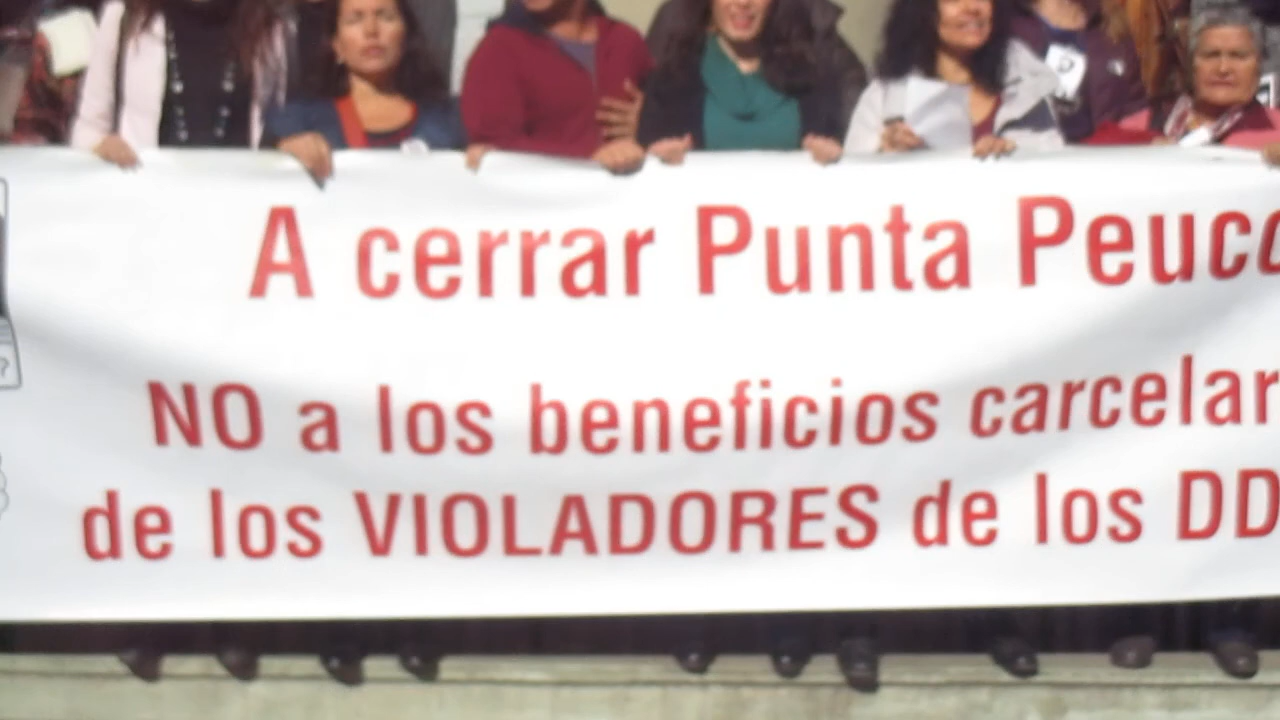 A cerrar Punta Peuco
NO a los beneficios carcelar
de los VIOLADORES de los DD